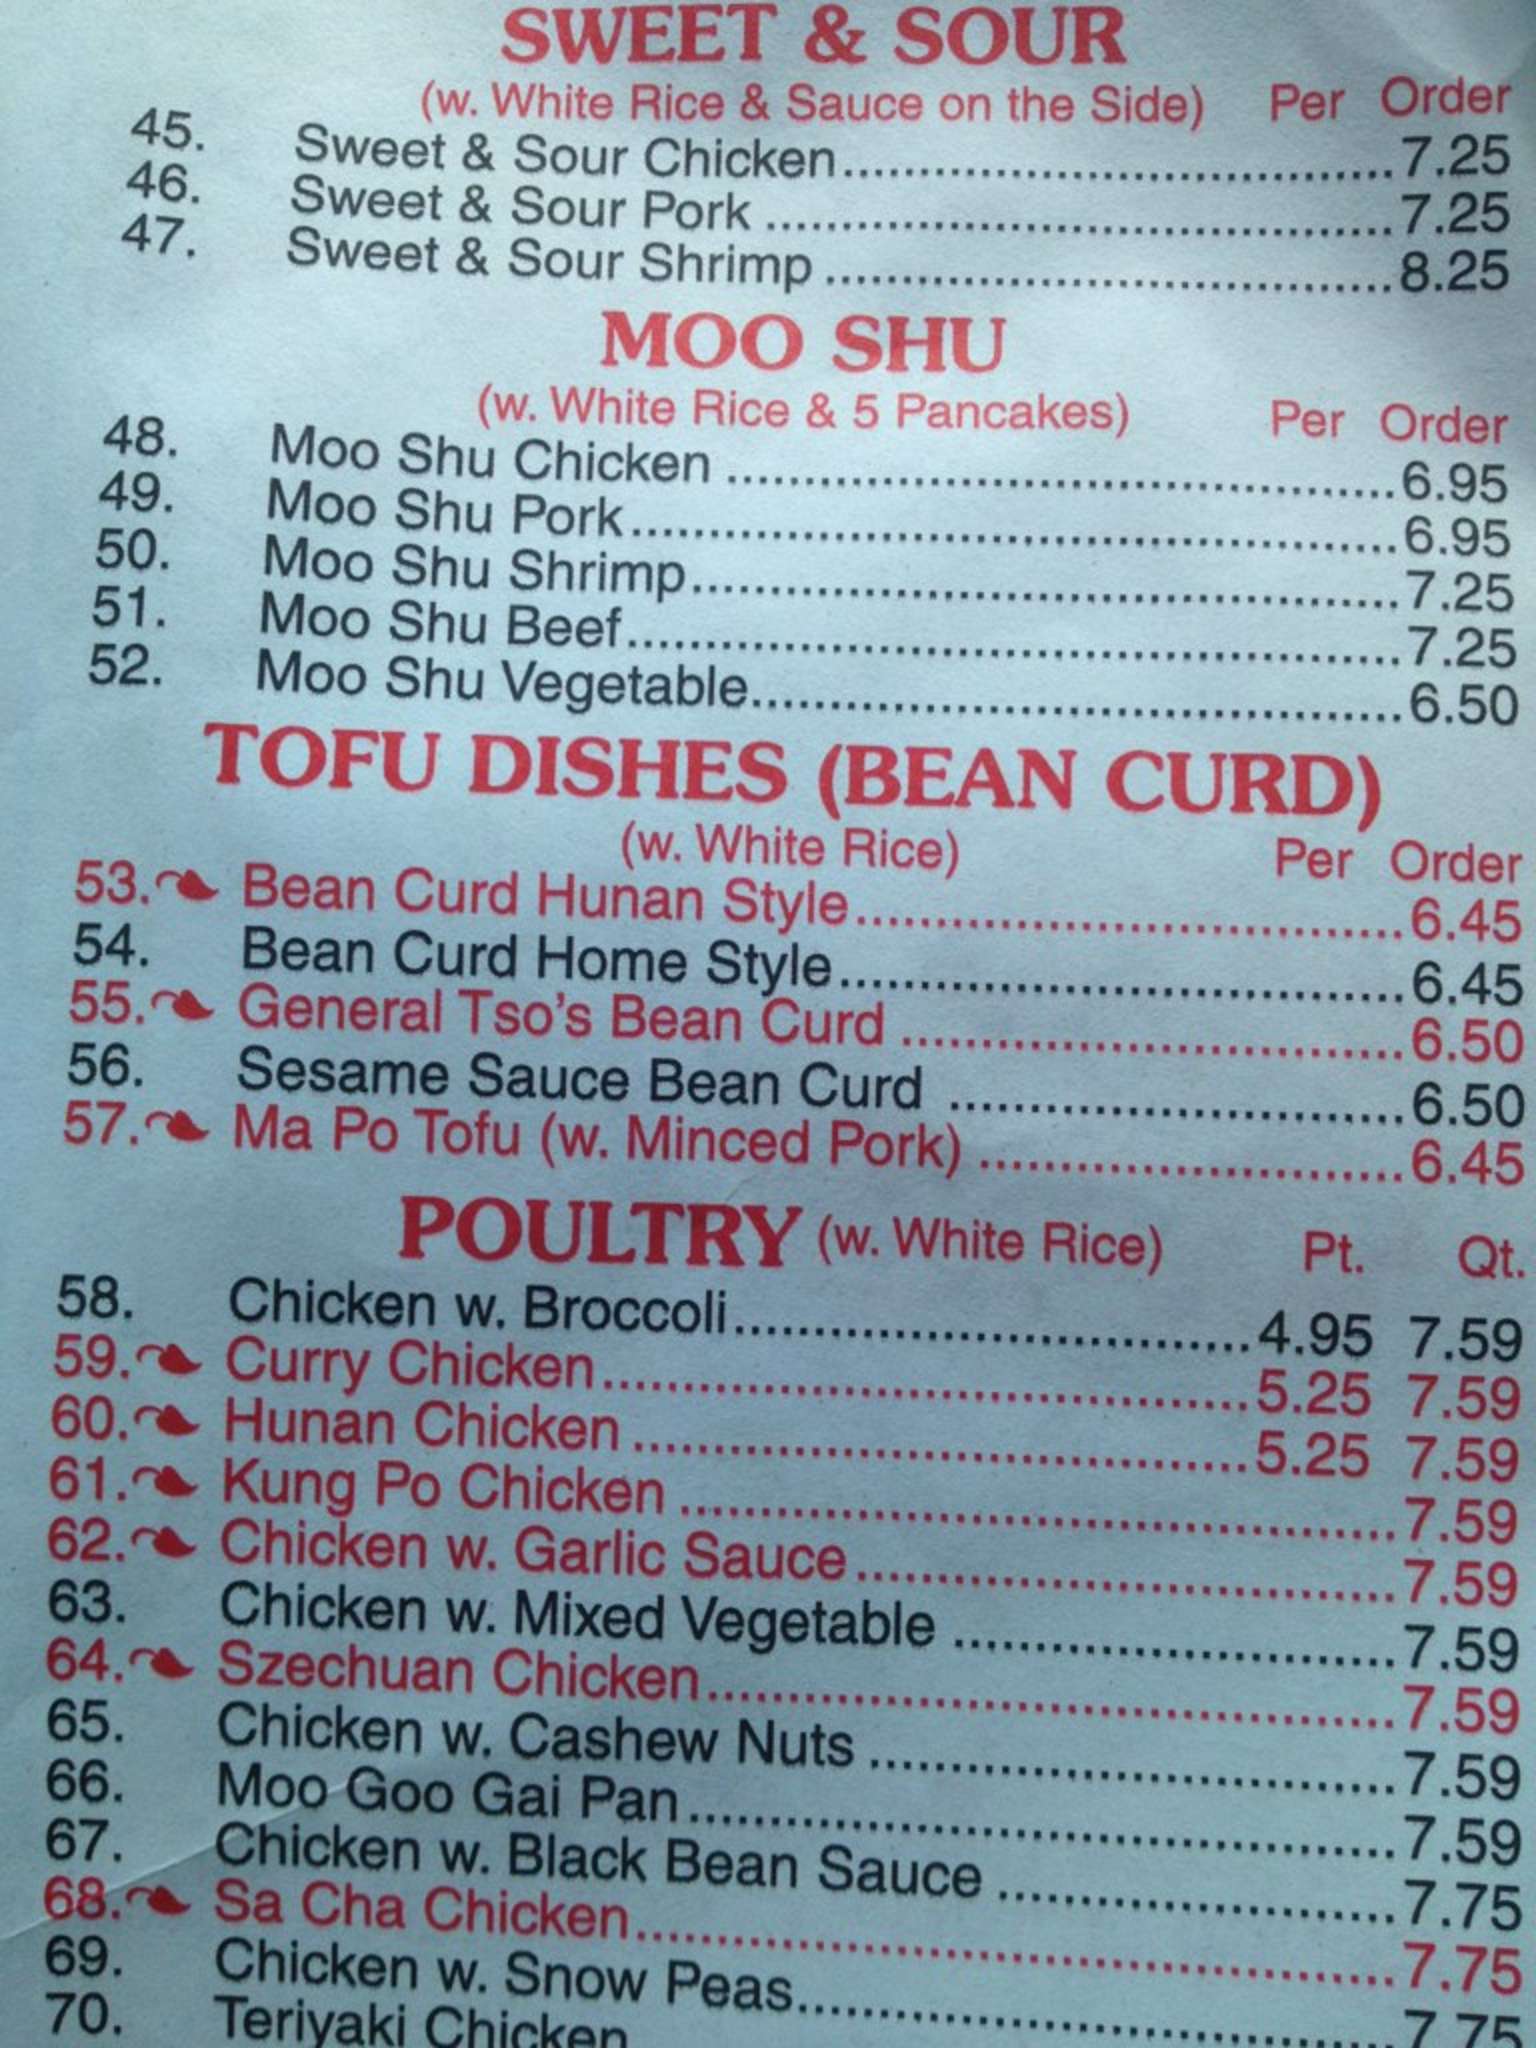 SWEET & SOUR
(w. White Rice & Sauce on the Side) Per Order
45. Sweet & Sour Chicken 7.25
46. Sweet & Sour Pork 7.25
47. Sweet & Sour Shrimp 8.25
MOO SHU
(w. White Rice & 5 Pancakes) Per Order
48. Moo Shu Chicken 6.95
49. Moo Shu Pork 6.95
50. Moo Shu Shrimp 7.25
51. Moo Shu Beef 7.25
52. Moo Shu Vegetable 6.50
TOFU DISHES (BEAN CURD)
(w. White Rice) Per Order
53. Bean Curd Hunan Style 6.45
54. Bean Curd Home Style 6.45
55. General Tso's Bean Curd 6.50
56. Sesame Sauce Bean Curd 6.50
57. Ma Po Tofu (w. Minced Pork) 6.45
POULTRY (w. White Rice) Pt. Qt.
58. Chicken w. Broccoli 4.95 7.59
59. Curry Chicken 5.25 7.59
60. Hunan Chicken 5.25 7.59
61. Kung Po Chicken 7.59
62. Chicken w. Garlic Sauce 7.59
63. Chicken w. Mixed Vegetable 7.59
64. Szechuan Chicken 7.59
65. Chicken w. Cashew Nuts 7.59
66. Moo Goo Gai Pan 7.59
67. Chicken w. Black Bean Sauce 7.75
68. Sa Cha Chicken 7.75
69. Chicken w. Snow Peas 7.75
70. Teriyaki Chicken